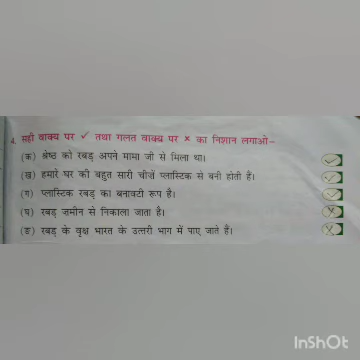 4. सही वाक्य पर ✓ तथा गलत वाक्य पर × का निशान लगाओ–
(क) श्रेष्ठ को रबड़ अपने मामा जी से मिला था। ✓
(ख) हमारे घर की बहुत सारी चीजें प्लास्टिक से बनी होती हैं। ✓
(ग) प्लास्टिक रबड़ का बनावटी रूप है। ✓
(घ) रबड़ जमीन से निकाला जाता है। ×
(ङ) रबड़ के वृक्ष भारत के उत्तरी भाग में पाए जाते हैं। ×
InShOt